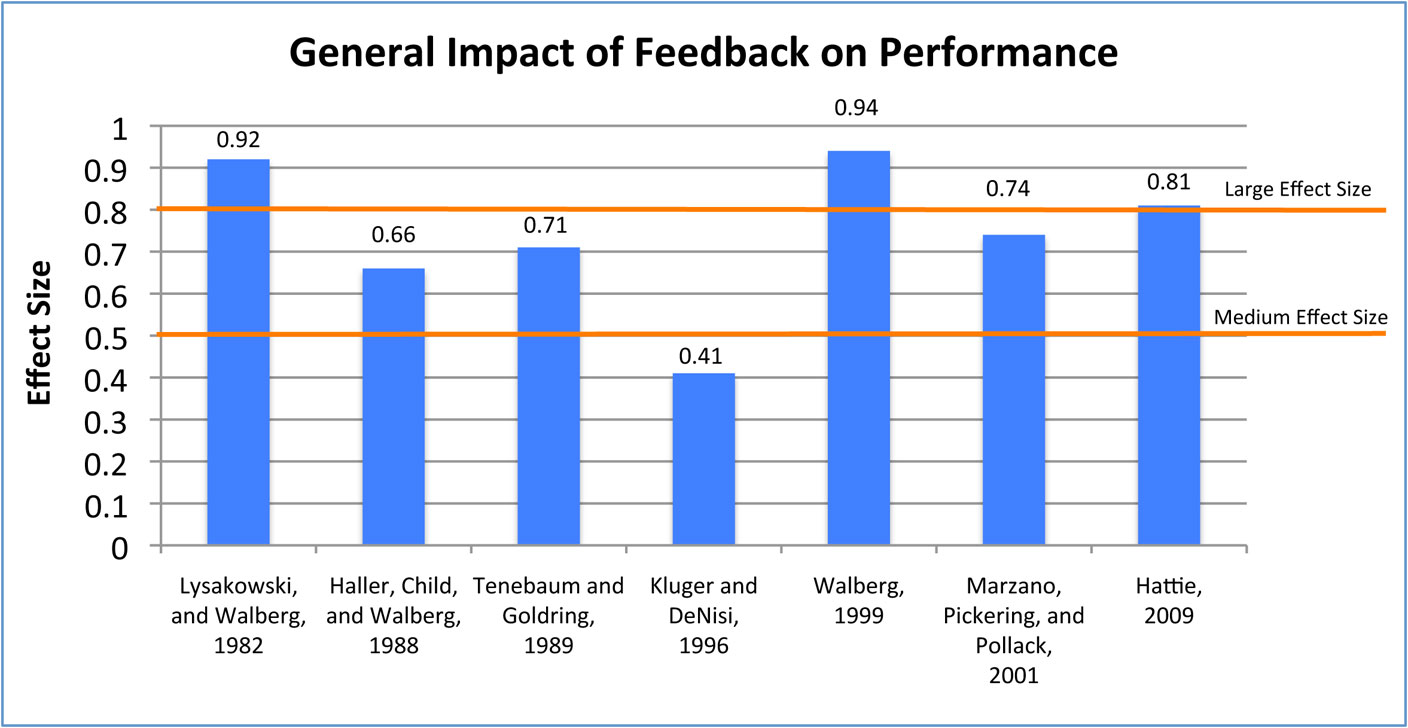 General Impact of Feedback on Performance
Effect Size
1
0.9
0.8
0.7
0.6
0.5
0.4
0.3
0.2
0.1
0
0.92
0.66
0.71
0.41
0.94
0.74
0.81
Large Effect Size
Medium Effect Size
Lysakowski,
and Walberg,
1982
Haller, Child,
and Walberg,
1988
Tenebaum and
Goldring,
1989
Kluger and
DeNisi,
1996
Walberg,
1999
Marzano,
Pickering, and
Pollack,
2001
Hattie,
2009